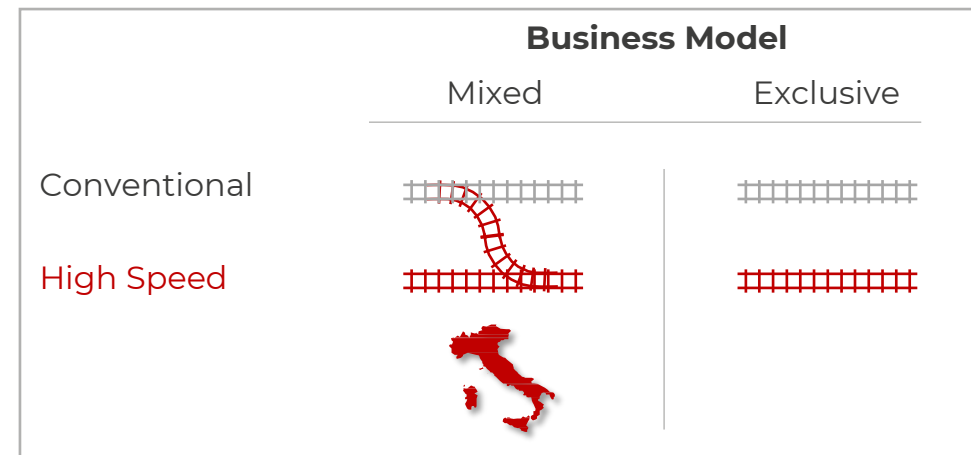 Business Model
Mixed
Exclusive
Conventional
High Speed